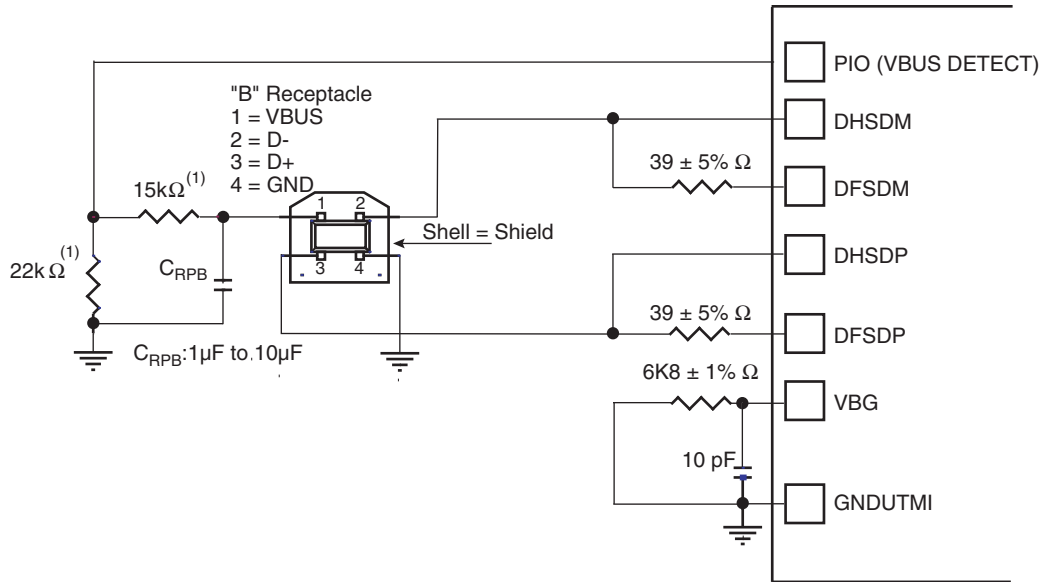 PIO (VBUS DETECT)
"B" Receptacle
1 = VBUS
2 = D-
3 = D+
4 = GND
DHSDM
39 ± 5% Ω
DFSDM
15kΩ(1)
1 2
Shell = Shield
DHSDP
22k Ω(1)
CRPB
3 4
39 ± 5% Ω
DFSDP
CRPB:1µF to 10µF
6K8 ± 1% Ω
VBG
10 pF
GNDUTMI